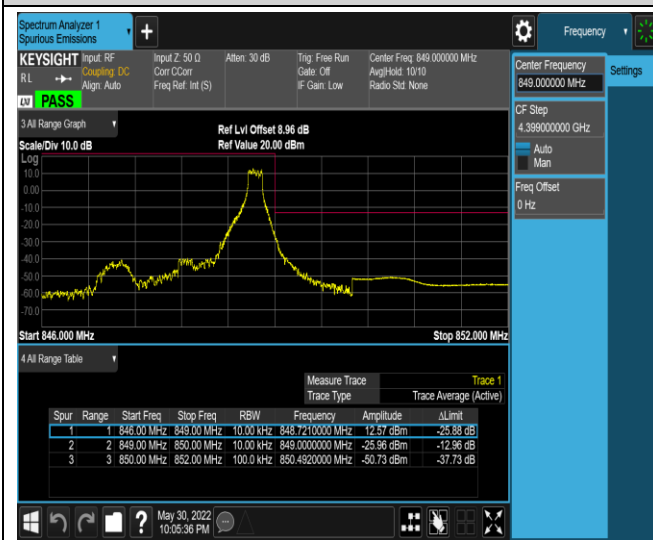 Spectrum Analyzer 1
Spurious Emissions
+
Frequency
KEYSIGHT Input: RF Input Z: 50 Ω Atten: 30 dB Trig: Free Run Center Freq: 849.000000 MHz
RL Coupling: DC Corr CCorr Gate: Off Avg|Hold: 10/10
Align: Auto Freq Ref: Int (S) IF Gain: Low Radio Std: None
LXI PASS
Center Frequency
849.000000 MHz
Settings
CF Step
4.399000000 GHz
Auto
Man
Freq Offset
0 Hz
3 All Range Graph
Ref Lvl Offset 8.96 dB
Scale/Div 10.0 dB Ref Value 20.00 dBm
Log
10.0
0.00
-10.0
-20.0
-30.0
-40.0
-50.0
-60.0
-70.0
Start 846.000 MHz Stop 852.000 MHz
4 All Range Table
Measure Trace Trace 1
Trace Type Trace Average (Active)
Spur Range Start Freq Stop Freq RBW Frequency Amplitude ΔLimit
1 1 846.00 MHz 849.00 MHz 10.00 kHz 848.7210000 MHz 12.57 dBm -25.88 dB
2 2 849.00 MHz 850.00 MHz 10.00 kHz 849.0000000 MHz -25.96 dBm -12.96 dB
3 3 850.00 MHz 852.00 MHz 100.0 kHz 850.4920000 MHz -50.73 dBm -37.73 dB
? May 30, 2022
10:05:36 PM